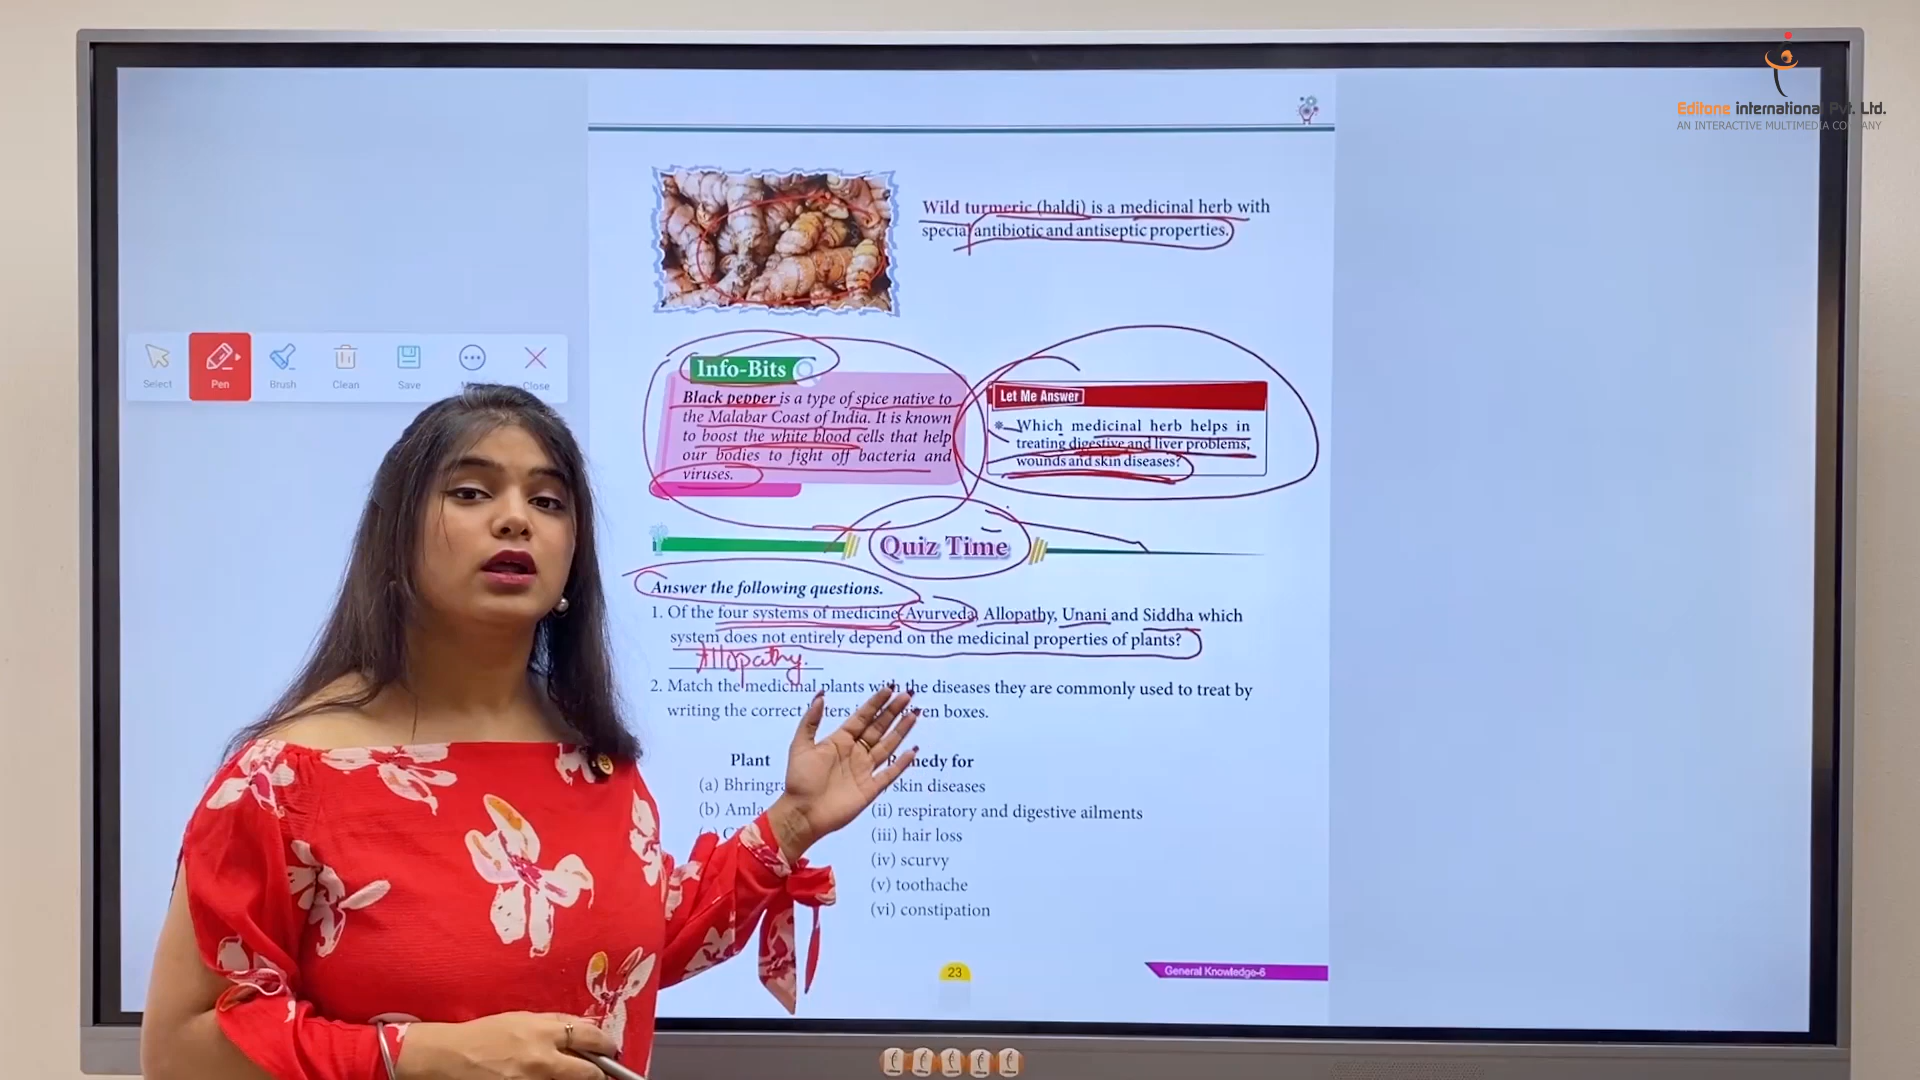 Editone international Pvt. Ltd.
AN INTERACTIVE MULTIMEDIA COMPANY
Wild turmeric (haldi) is a medicinal herb with
special antibiotic and antiseptic properties.
Select
Pen
Brush
Clean
Save
Close
Info-Bits
Black pepper is a type of spice native to
the Malabar Coast of India. It is known
to boost the white blood cells that help
our bodies to fight off bacteria and
viruses.
Let Me Answer
Which medicinal herb helps in
treating digestive and liver problems,
wounds and skin diseases?
Quiz Time
Answer the following questions.
1. Of the four systems of medicine-Ayurveda, Allopathy, Unani and Siddha which
system does not entirely depend on the medicinal properties of plants?
Allopathy.
2. Match the medicinal plants with the diseases they are commonly used to treat by
writing the correct letters in given boxes.
Plant
Remedy for
(a) Bhringra
skin diseases
(b) Amla
(ii) respiratory and digestive ailments
(iii) hair loss
(iv) scurvy
(v) toothache
(vi) constipation
23
General Knowledge-6